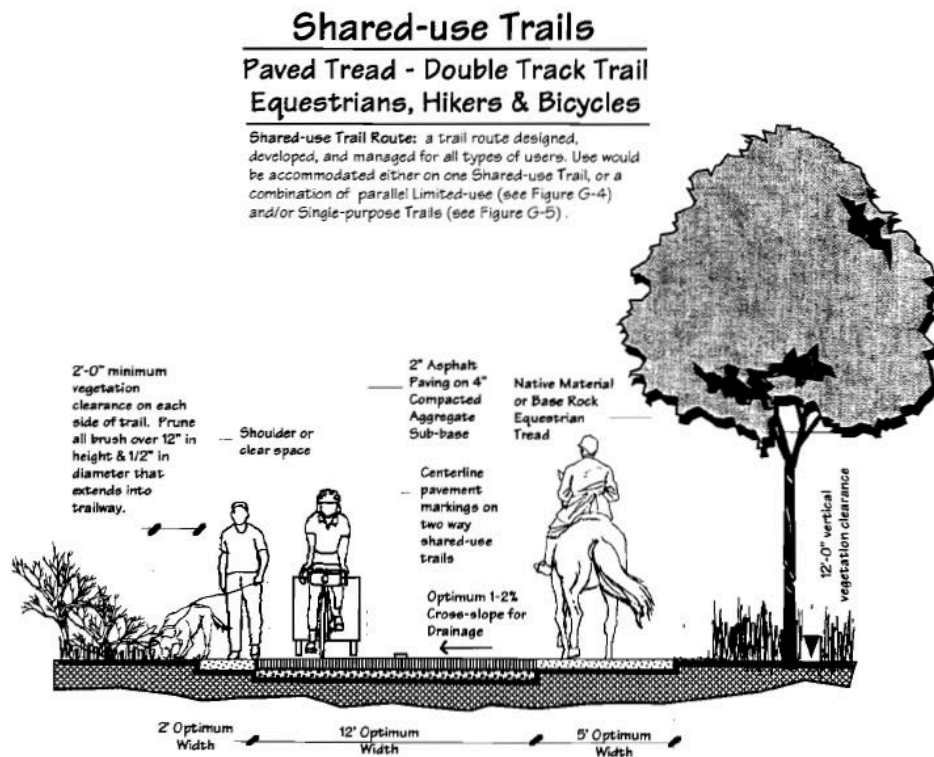 Shared-use Trails
Paved Tread - Double Track Trail
Equestrians, Hikers & Bicycles
Shared-use Trail Route: a trail route designed,
developed, and managed for all types of users. Use would
be accommodated either on one Shared-use Trail, or a
combination of parallel Limited-use (see Figure G-4)
and/or Single-purpose Trails (see Figure G-5) .
2'-0" minimum
vegetation
clearance on each
side of trail. Prune
all brush over 12" in
height & 1/2" in
diameter that
extends into
trailway.
Shoulder or
clear space
2" Asphalt
Paving on 4"
Compacted
Aggregate
Sub-base
Native Material
or Base Rock
Equestrian
Tread
Centerline
pavement
markings on
two way
shared-use
trails
Optimum 1-2%
Cross-slope for
Drainage
12'-0" vertical
vegetation clearance
2' Optimum
Width
12' Optimum
Width
5' Optimum
Width